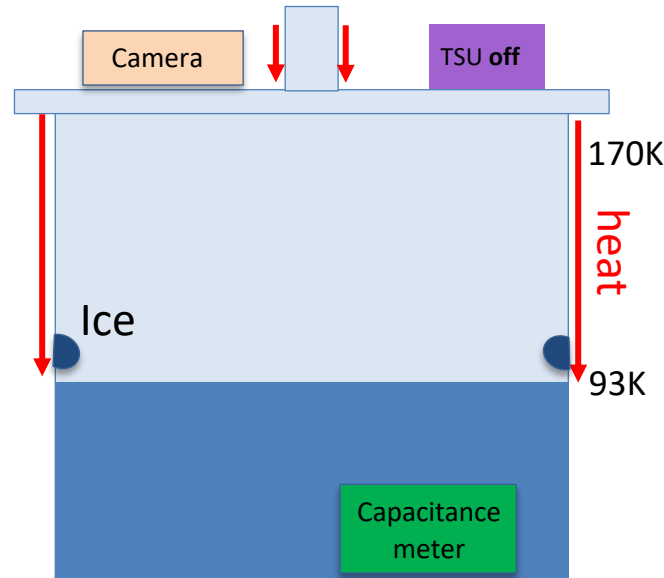 Camera
TSU off
170K
heat
Ice
93K
Capacitance
meter